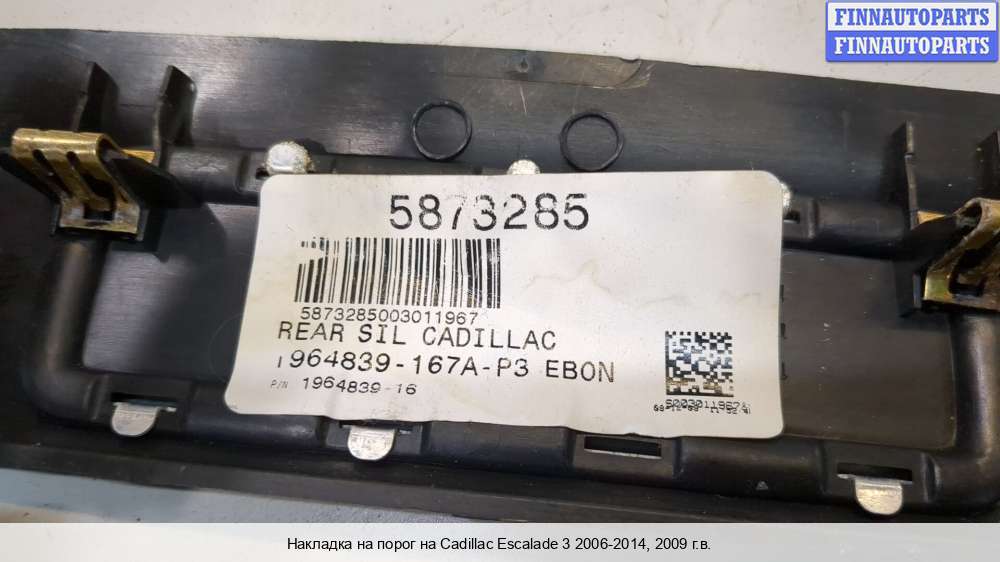 FINNAUTOPARTS
FINNAUTOPARTS
5873285
5873285003011967
REAR SIL CADILLAC
1964839-167A-P3 EBON
P/N 1964839-16
Накладка на порог на Cadillac Escalade 3 2006-2014, 2009 г.в.